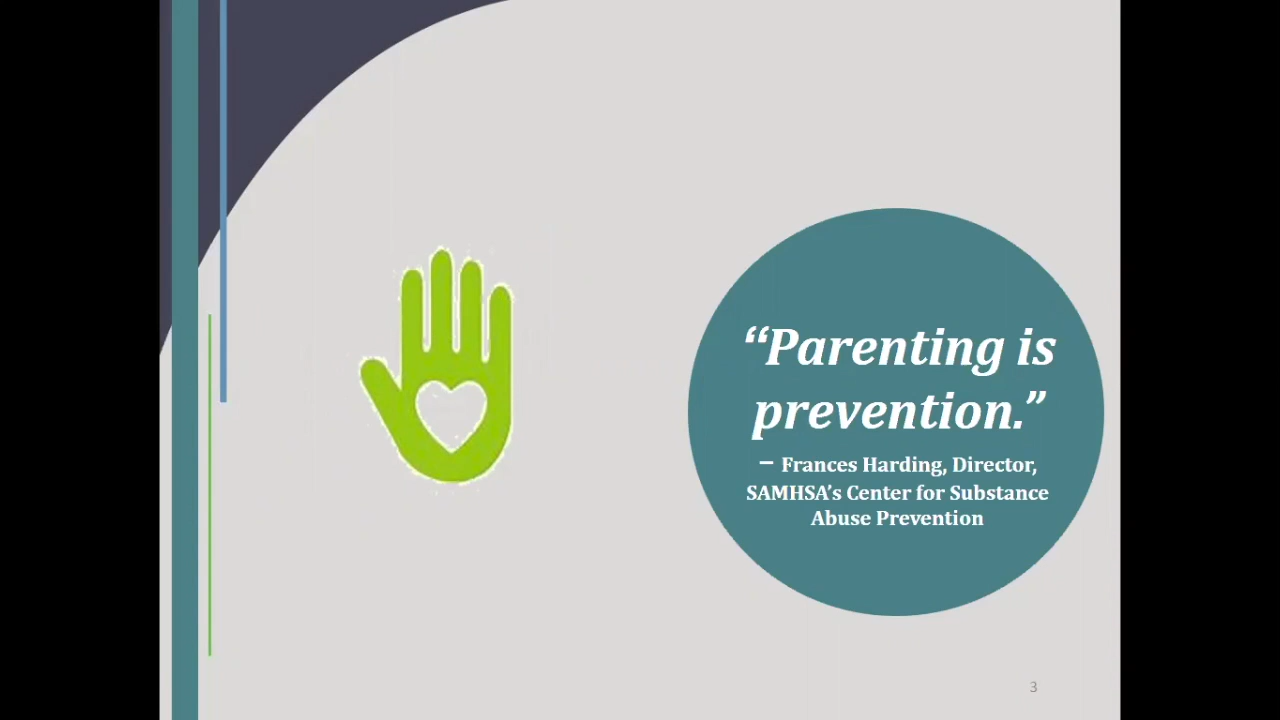 “Parenting is
prevention.”
– Frances Harding, Director,
SAMHSA’s Center for Substance
Abuse Prevention
3